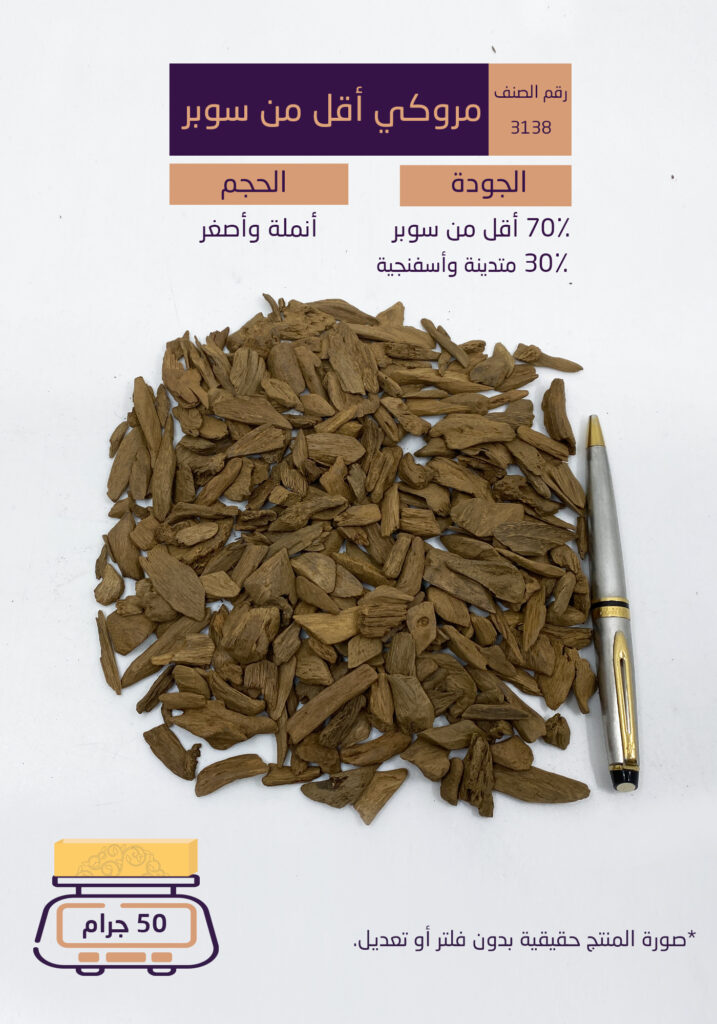 رقم الصنف
3138
مروكي أقل من سوبر
الجودة
70٪ أقل من سوبر
30٪ متدينة وأسفنجية
الحجم
أنملة وأصغر
50 جرام
*صورة المنتج حقيقية بدون فلتر أو تعديل.